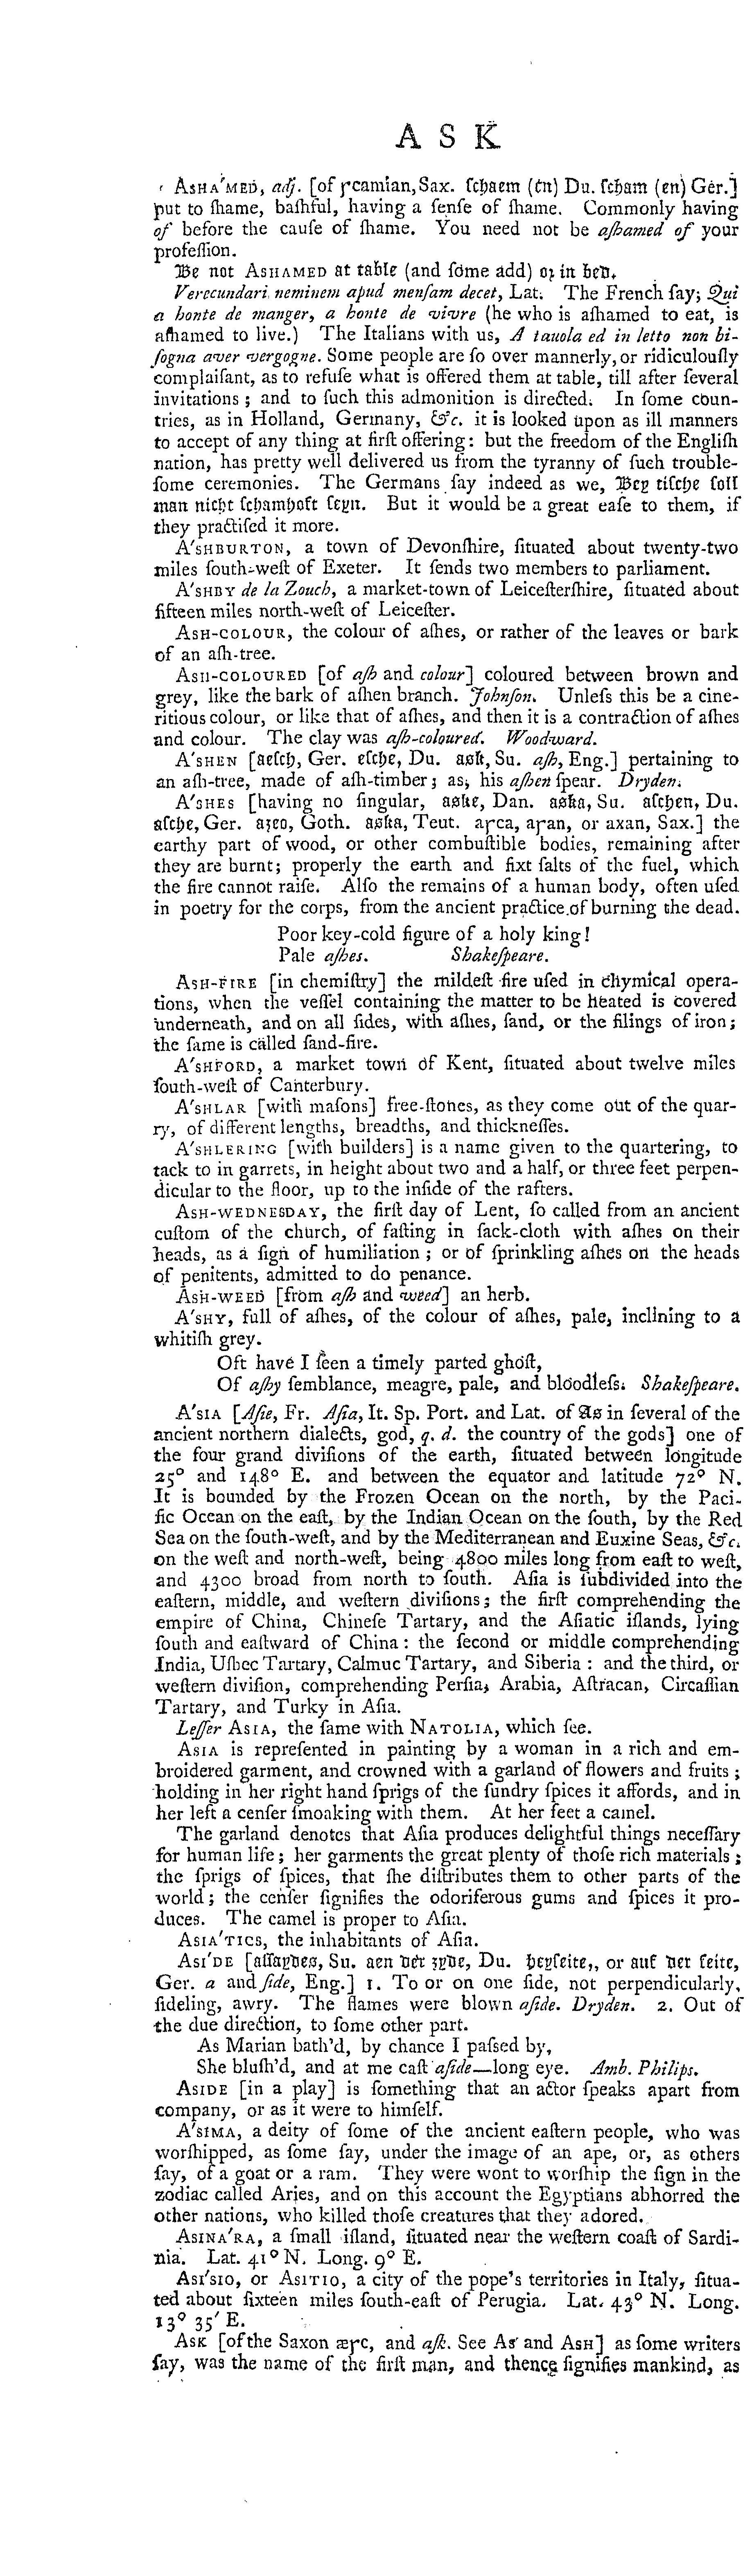 A S K
ASHA'MED, adj. [of ꞅcamian, Sax. ſchaem (en) Du. ſcham (en) Ger.]
put to ſhame, baſhful, having a ſenſe of ſhame. Commonly having
of before the cauſe of ſhame. You need not be aſhamed of your
profeſſion.
Be not ASHAMED at table (and ſome add) or in bed.
Verecundari neminem apud menſam decet, Lat. The French ſay; Qui
a honte de manger, a honte de vivre (he who is aſhamed to eat, is
aſhamed to live.) The Italians with us, A tauola ed in letto non bi-
ſogna aver vergogne. Some people are ſo over mannerly, or ridiculouſly
complaiſant, as to refuſe what is offered them at table, till after ſeveral
invitations; and to ſuch this admonition is directed. In ſome coun-
tries, as in Holland, Germany, &c. it is looked upon as ill manners
to accept of any thing at firſt offering: but the freedom of the Engliſh
nation, has pretty well delivered us from the tyranny of ſuch trouble-
ſome ceremonies. The Germans ſay indeed as we, Bey tiſche ſoll
man nicht ſchamhoft ſeyn. But it would be a great eaſe to them, if
they practiſed it more.
A'SHBURTON, a town of Devonſhire, ſituated about twenty-two
miles ſouth-weſt of Exeter. It ſends two members to parliament.
A'SHBY de la Zouch, a market-town of Leiceſterſhire, ſituated about
fifteen miles north-weſt of Leiceſter.
ASH-COLOUR, the colour of aſhes, or rather of the leaves or bark
of an aſh-tree.
ASH-COLOURED [of aſh and colour] coloured between brown and
grey, like the bark of aſhen branch. Johnſon. Unleſs this be a cine-
ritious colour, or like that of aſhes, and then it is a contraction of aſhes
and colour. The clay was aſh-coloured. Woodward.
A'SHEN [aeſch, Ger. eſche, Du. ask, Su. aſh, Eng.] pertaining to
an aſh-tree, made of aſh-timber; as, his aſhen ſpear. Dryden.
A'SHES [having no ſingular, aske, Dan. aska, Su. aſchen, Du.
aſche, Ger. azco, Goth. aska, Teut. aꞅca, aꞅan, or axan, Sax.] the
earthy part of wood, or other combuſtible bodies, remaining after
they are burnt; properly the earth and fixt ſalts of the fuel, which
the fire cannot raiſe. Alſo the remains of a human body, often uſed
in poetry for the corps, from the ancient practice of burning the dead.
Poor key-cold figure of a holy king!
Pale aſhes. Shakeſpeare.
ASH-FIRE [in chemiſtry] the mildeſt fire uſed in chymical opera-
tions, when the veſſel containing the matter to be heated is covered
underneath, and on all ſides, with aſhes, ſand, or the filings of iron;
the ſame is called ſand-fire.
A'SHFORD, a market town of Kent, ſituated about twelve miles
ſouth-weſt of Canterbury.
A'SHLAR [with maſons] free-ſtones, as they come out of the quar-
ry, of different lengths, breadths, and thickneſſes.
A'SHLERING [with builders] is a name given to the quartering, to
tack to in garrets, in height about two and a half, or three feet perpen-
dicular to the floor, up to the inſide of the rafters.
ASH-WEDNESDAY, the firſt day of Lent, ſo called from an ancient
cuſtom of the church, of faſting in ſack-cloth with aſhes on their
heads, as a ſign of humiliation; or of ſprinkling aſhes on the heads
of penitents, admitted to do penance.
ASH-WEED [from aſh and weed] an herb.
A'SHY, full of aſhes, of the colour of aſhes, pale, inclining to a
whitiſh grey.
Oft have I ſeen a timely parted ghoſt,
Of aſhy ſemblance, meagre, pale, and bloodleſs. Shakeſpeare.
A'SIA [Aſie, Fr. Aſia, It. Sp. Port. and Lat. of As in ſeveral of the
ancient northern dialects, god, q. d. the country of the gods] one of
the four grand diviſions of the earth, ſituated between longitude
25° and 148° E. and between the equator and latitude 72° N.
It is bounded by the Frozen Ocean on the north, by the Paci-
fic Ocean on the eaſt, by the Indian Ocean on the ſouth, by the Red
Sea on the ſouth-weſt, and by the Mediterranean and Euxine Seas, &c.
on the weſt and north-weſt, being 4800 miles long from eaſt to weſt,
and 4300 broad from north to ſouth. Aſia is ſubdivided into the
eaſtern, middle, and weſtern diviſions; the firſt comprehending the
empire of China, Chineſe Tartary, and the Aſiatic iſlands, lying
ſouth and eaſtward of China: the ſecond or middle comprehending
India, Uſbec Tartary, Calmuc Tartary, and Siberia: and the third, or
weſtern diviſion, comprehending Perſia, Arabia, Aſtracan, Circaſſian
Tartary, and Turky in Aſia.
Leſſer ASIA, the ſame with NATOLIA, which ſee.
ASIA is repreſented in painting by a woman in a rich and em-
broidered garment, and crowned with a garland of flowers and fruits;
holding in her right hand ſprigs of the ſundry ſpices it affords, and in
her left a cenſer ſmoaking with them. At her feet a camel.
The garland denotes that Aſia produces delightful things neceſſary
for human life; her garments the great plenty of thoſe rich materials;
the ſprigs of ſpices, that ſhe diſtributes them to other parts of the
world; the cenſer ſignifies the odoriferous gums and ſpices it pro-
duces. The camel is proper to Aſia.
ASIA'TICS, the inhabitants of Aſia.
ASI'DE [aſſaydes, Su. aen der zyde, Du. beyſeite,, or auf der ſeite,
Ger. a and ſide, Eng.] 1. To or on one ſide, not perpendicularly,
ſideling, awry. The flames were blown aſide. Dryden. 2. Out of
the due direction, to ſome other part.
As Marian bath'd, by chance I paſsed by,
She bluſh'd, and at me caſt aſide—long eye. Amb. Philips.
ASIDE [in a play] is ſomething that an actor ſpeaks apart from
company, or as it were to himſelf.
A'SIMA, a deity of ſome of the ancient eaſtern people, who was
worſhipped, as ſome ſay, under the image of an ape, or, as others
ſay, of a goat or a ram. They were wont to worſhip the ſign in the
zodiac called Aries, and on this account the Egyptians abhorred the
other nations, who killed thoſe creatures that they adored.
ASINA'RA, a ſmall iſland, ſituated near the weſtern coaſt of Sardi-
nia. Lat. 41° N. Long. 9° E.
ASI'SIO, or ASITIO, a city of the pope's territories in Italy, ſitua-
ted about ſixteen miles ſouth-eaſt of Perugia. Lat. 43° N. Long.
13° 35′ E.
ASK [of the Saxon æꞅc, and aſk. See AS and ASH] as ſome writers
ſay, was the name of the firſt man, and thence ſignifies mankind, as